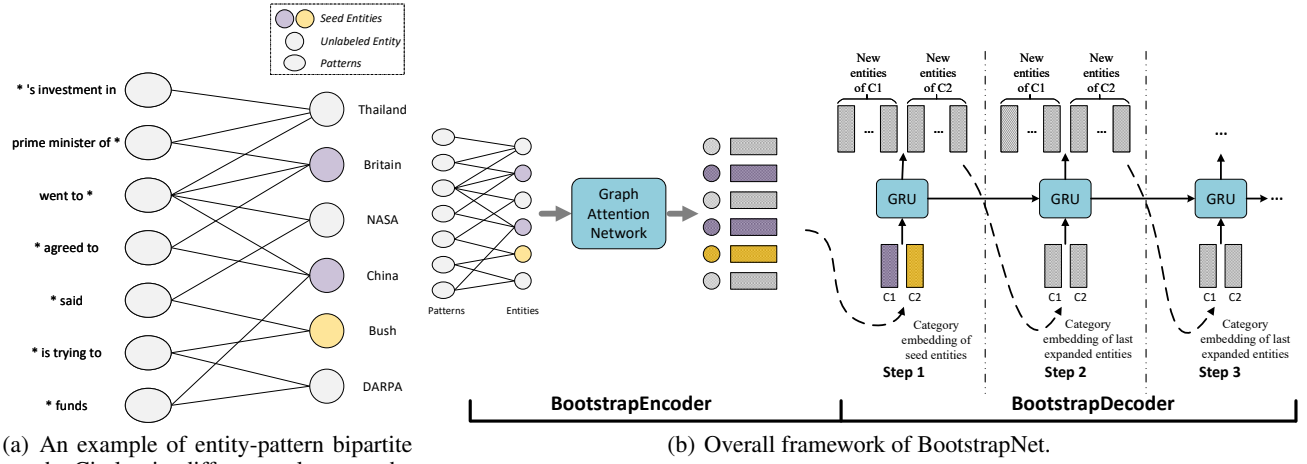 Seed Entities
Unlabeled Entity
Patterns
* 's investment in
prime minister of *
went to *
* agreed to
* said
* is trying to
* funds
Thailand
Britain
NASA
China
Bush
DARPA
(a) An example of entity-pattern bipartite
Patterns
Entities
Graph
Attention
Network
New
entities
of C1
New
entities
of C2
...
...
GRU
C1
C2
Category
embedding of
seed entities
Step 1
New
entities
of C1
New
entities
of C2
...
...
GRU
C1
C2
Category
embedding of last
expanded entities
Step 2
...
GRU
...
C1
C2
Category
embedding of last
expanded entities
Step 3
BootstrapEncoder
BootstrapDecoder
(b) Overall framework of BootstrapNet.